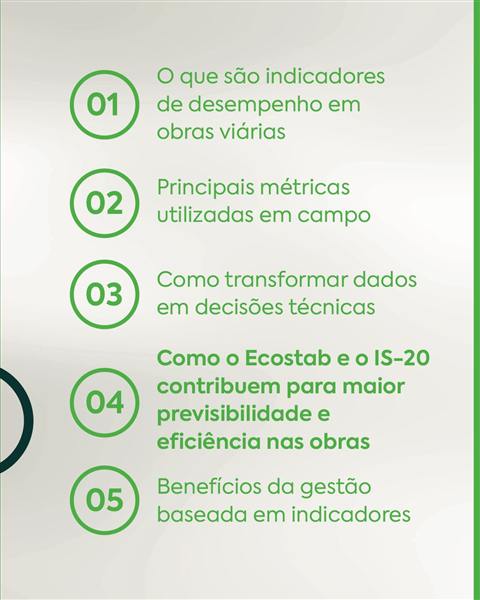 01
O que são indicadores
de desempenho em
obras viárias
02
Principais métricas
utilizadas em campo
03
Como transformar dados
em decisões técnicas
04
Como o Ecostab e o IS-20
contribuem para maior
previsibilidade e
eficiência nas obras
05
Benefícios da gestão
baseada em indicadores